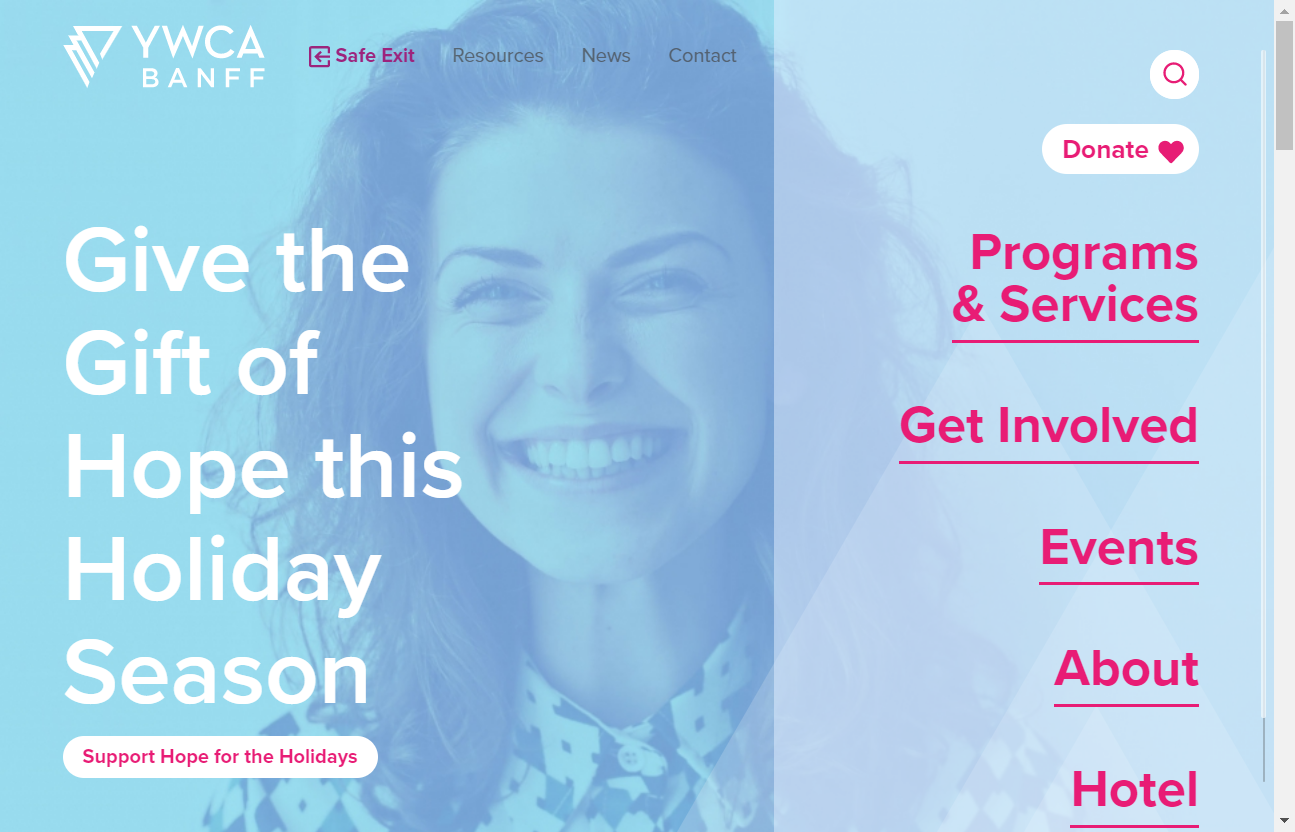 YWCA
BANFF
Safe Exit
Resources
News
Contact
Donate
Give the
Gift of
Hope this
Holiday
Season
Support Hope for the Holidays
Programs
& Services
Get Involved
Events
About
Hotel